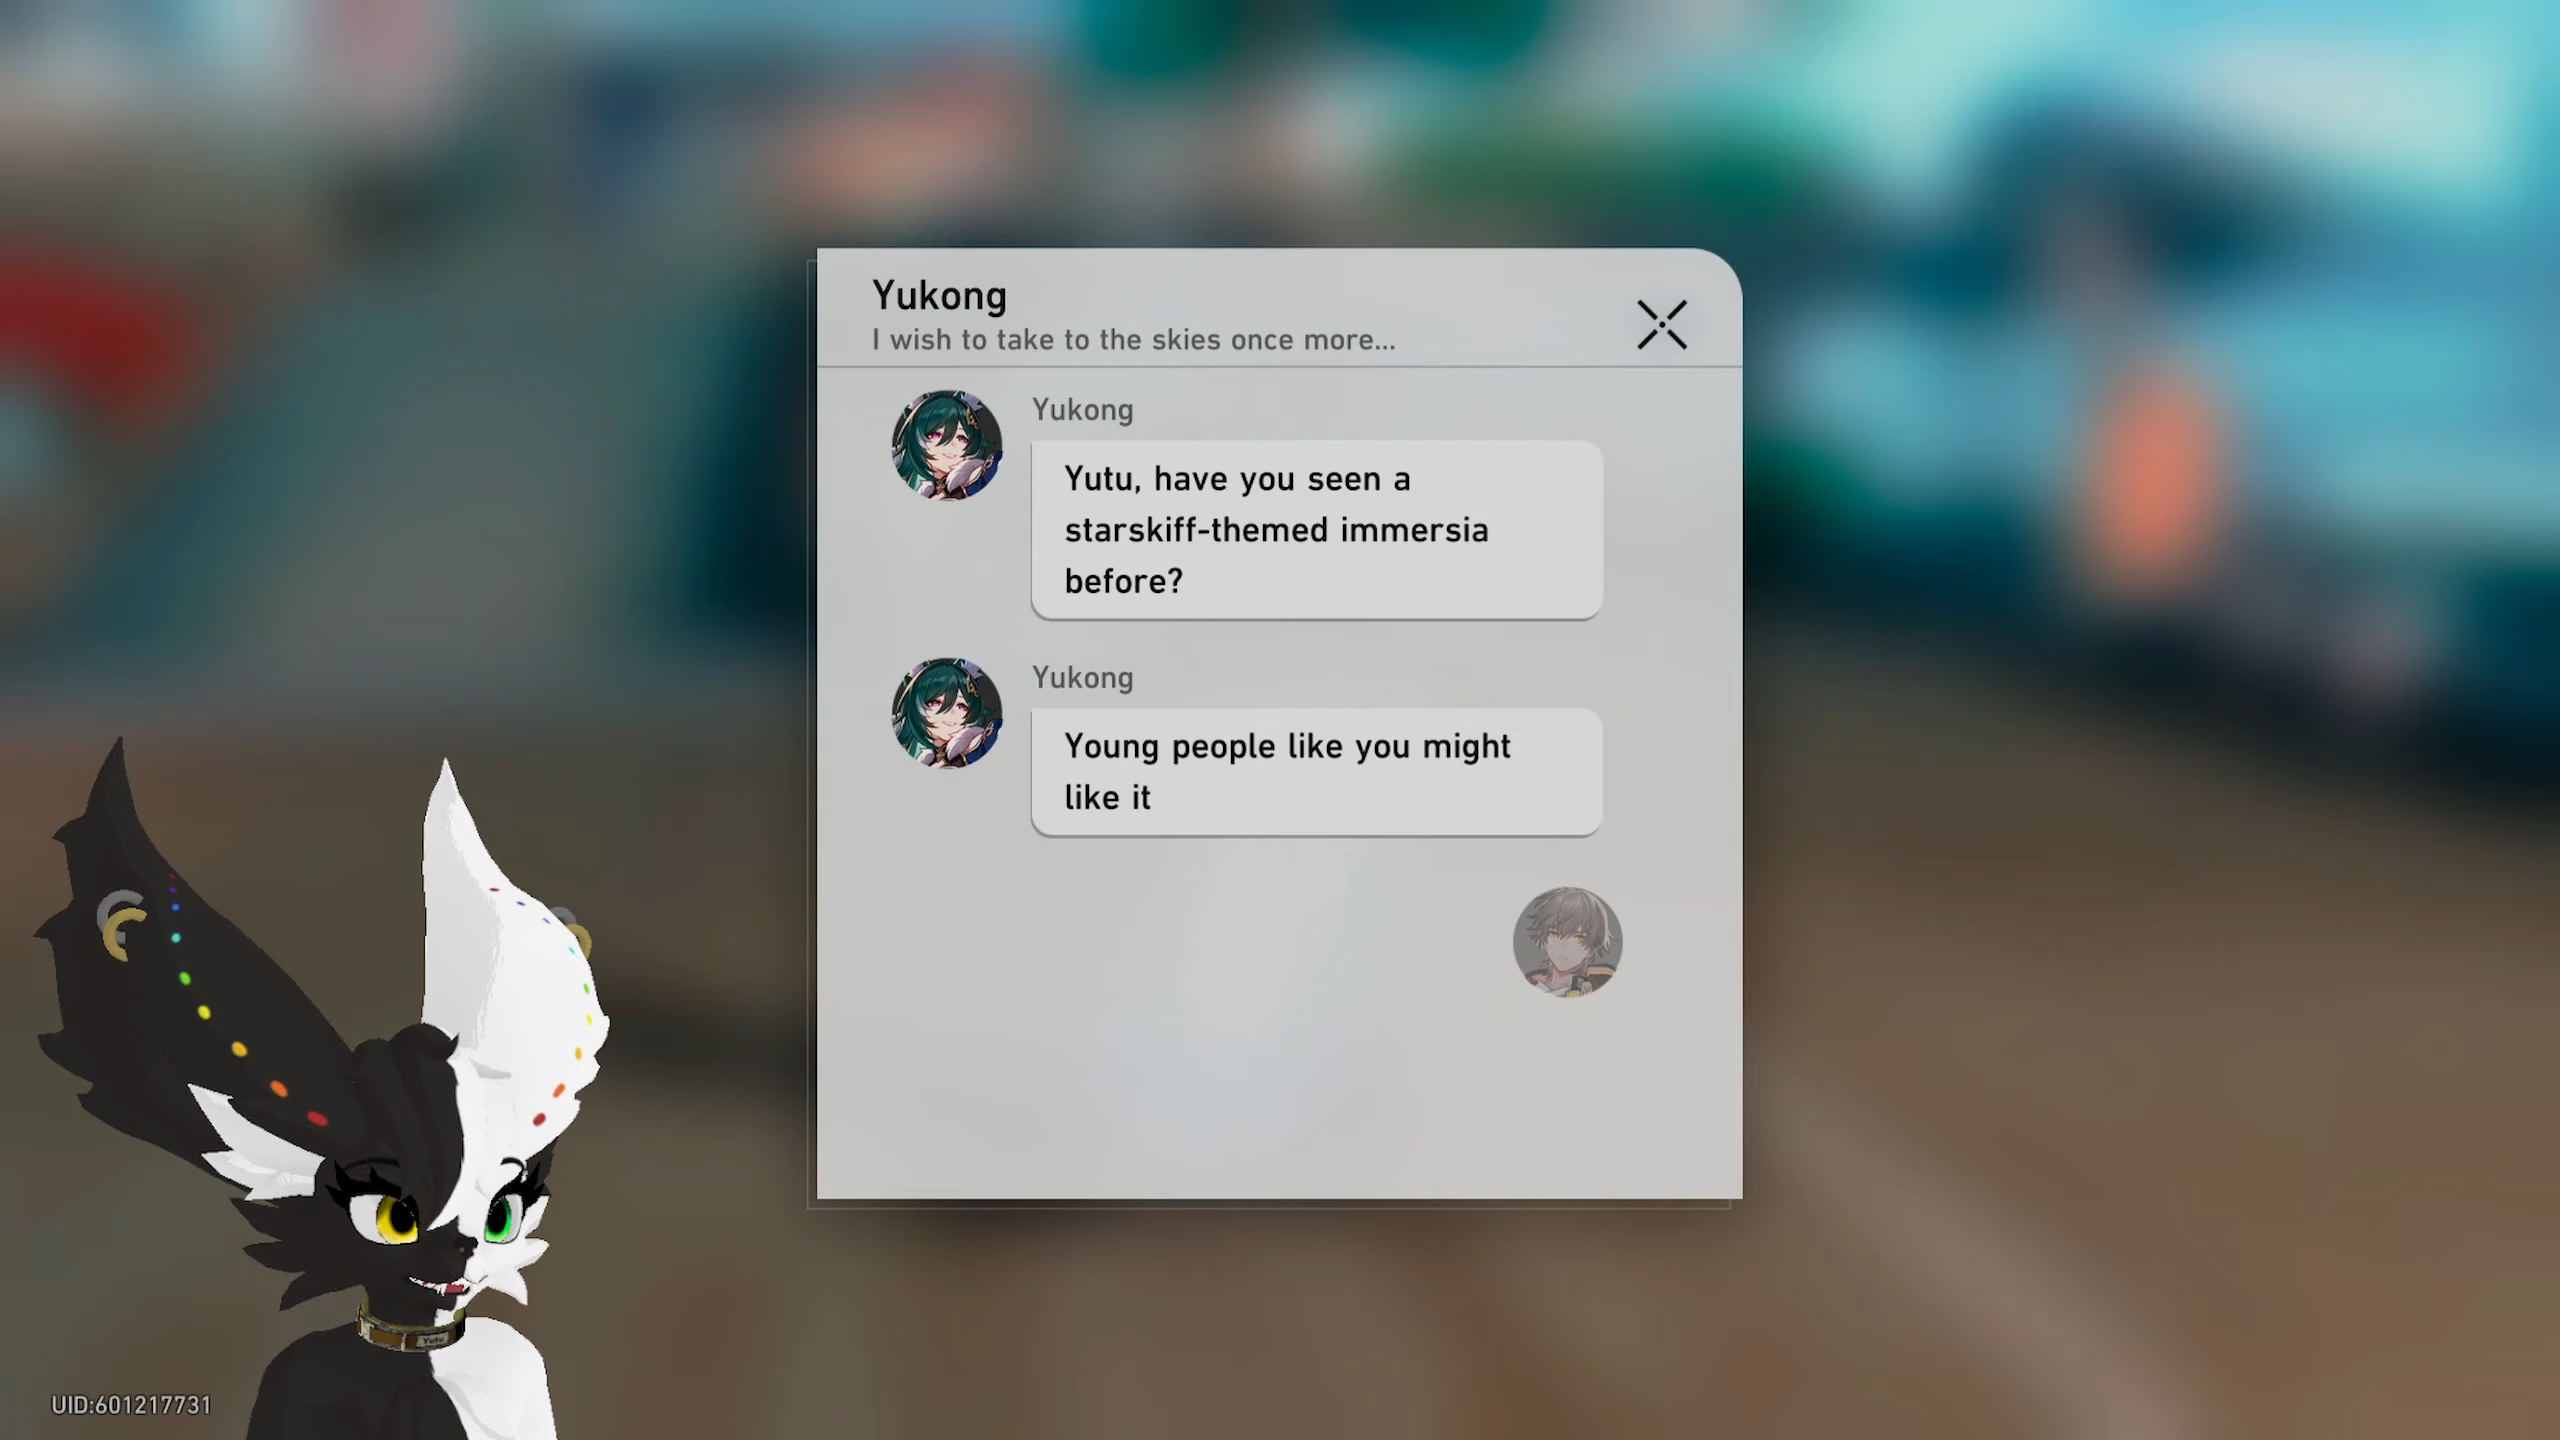 Yukong
I wish to take to the skies once more...
Yukong
Yutu, have you seen a
starskiff-themed immersia
before?
Yukong
Young people like you might
like it
Yutu
UID:601217731